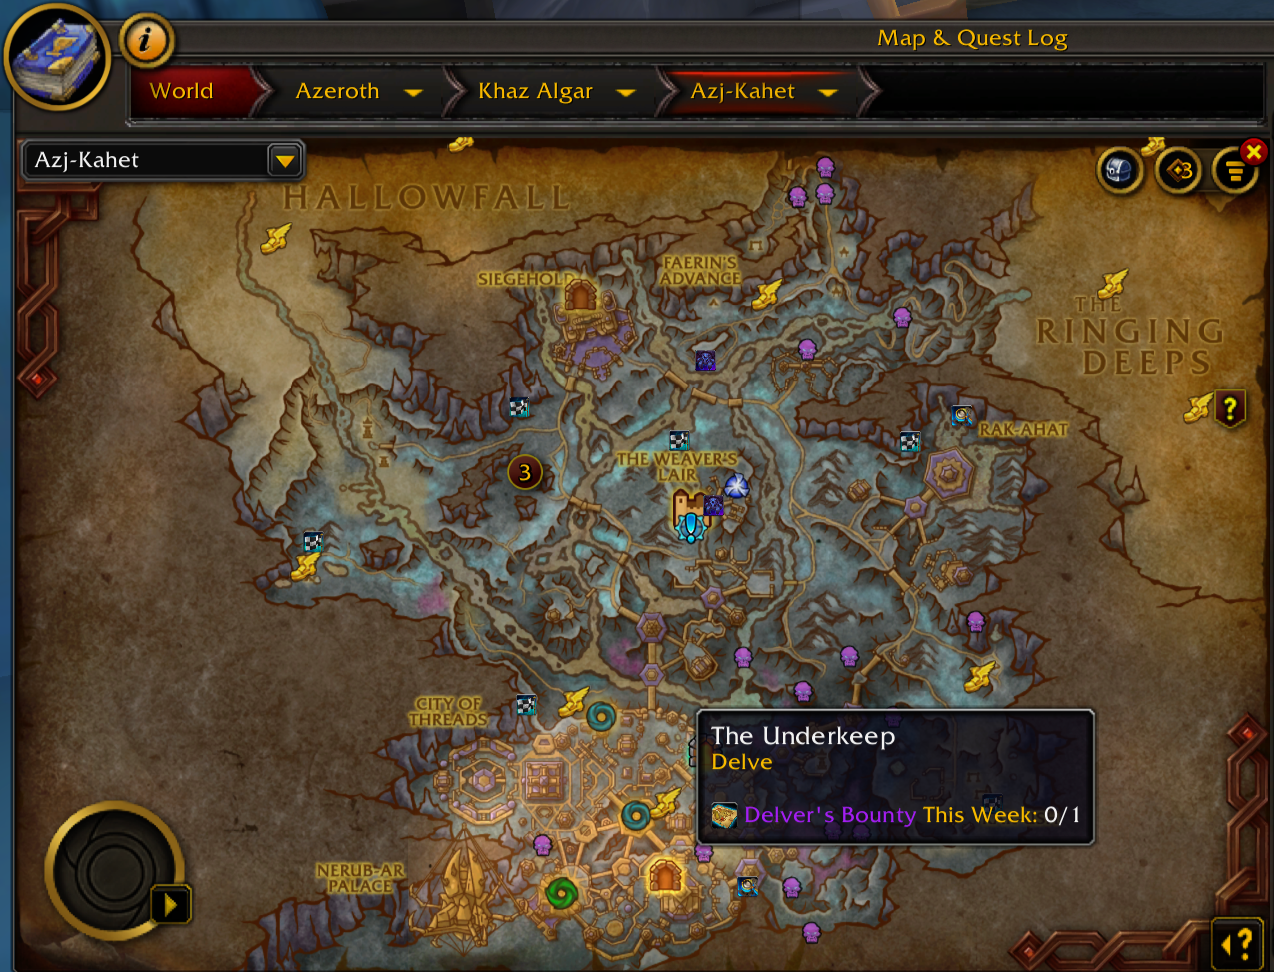 Map & Quest Log
World
Azeroth
Khaz Algar
Azj-Kahet
Azj-Kahet
3
HALLOWFALL
SIEGEHOLD
FAERIN'S
ADVANCE
THE
RINGING
DEEPS
?
RAK-AHAT
THE WEAVER'S
LAIR
3
CITY OF
THREADS
The Underkeep
Delve
Delver's Bounty This Week: 0/1
NERUB-AR
PALACE
?